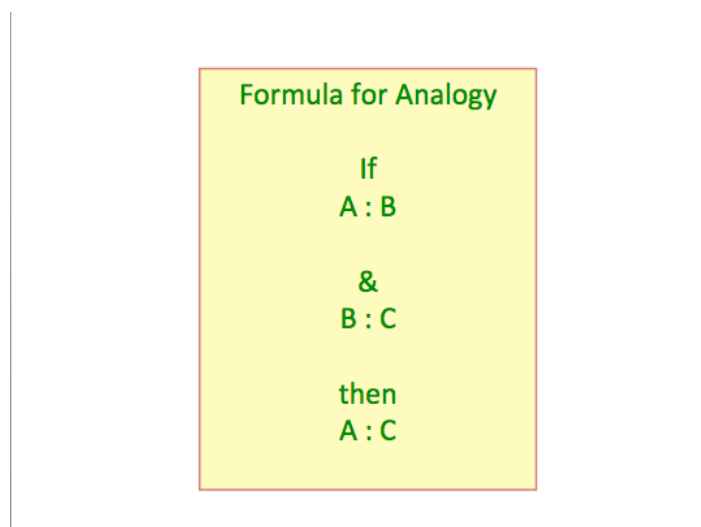 Formula for Analogy
If
A : B
&
B : C
then
A : C